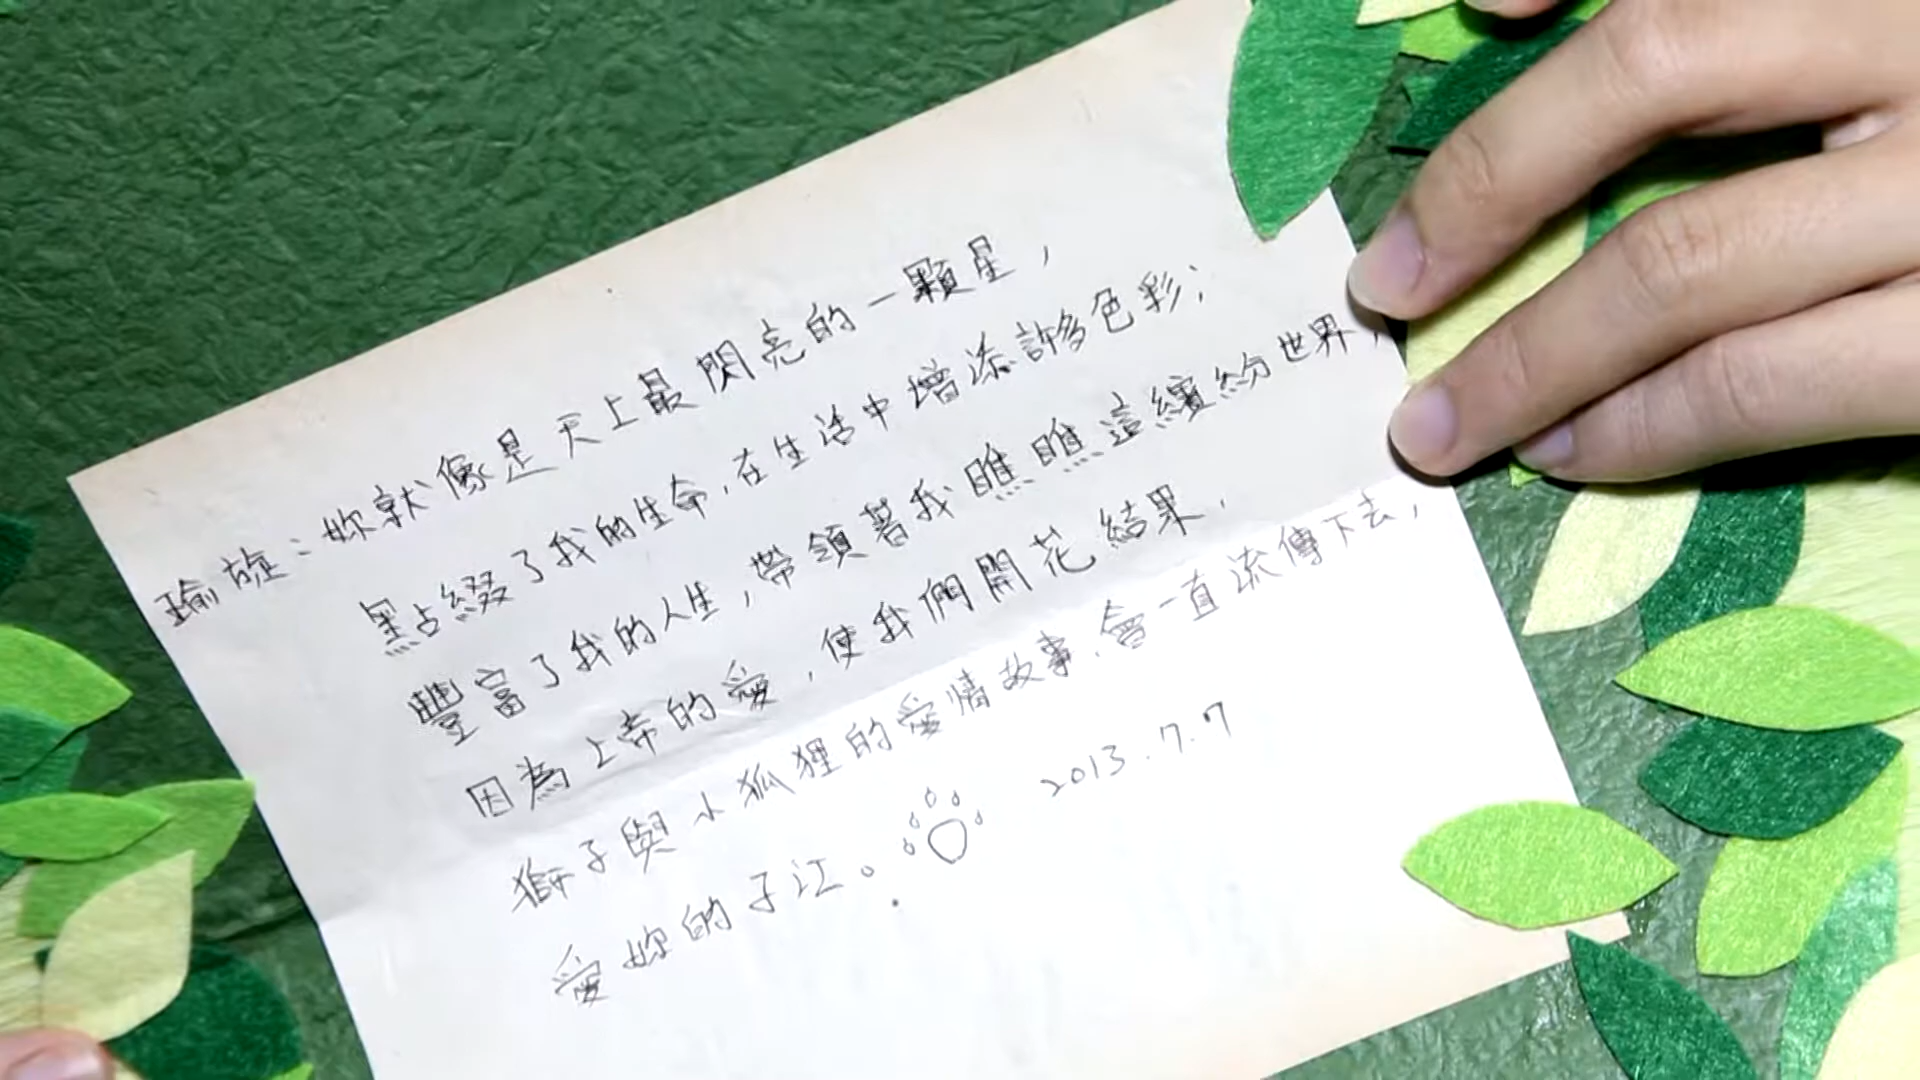 瑜旋：妳就像是天上最閃亮的一顆星，
點綴了我的生命，在生活中增添許多色彩；
豐富了我的人生，帶領著我瞧瞧這繽紛世界，
因為上帝的愛，使我們開花結果，
獅子與小狐狸的愛情故事，會一直流傳下去，
愛妳的子江。
2013.7.7